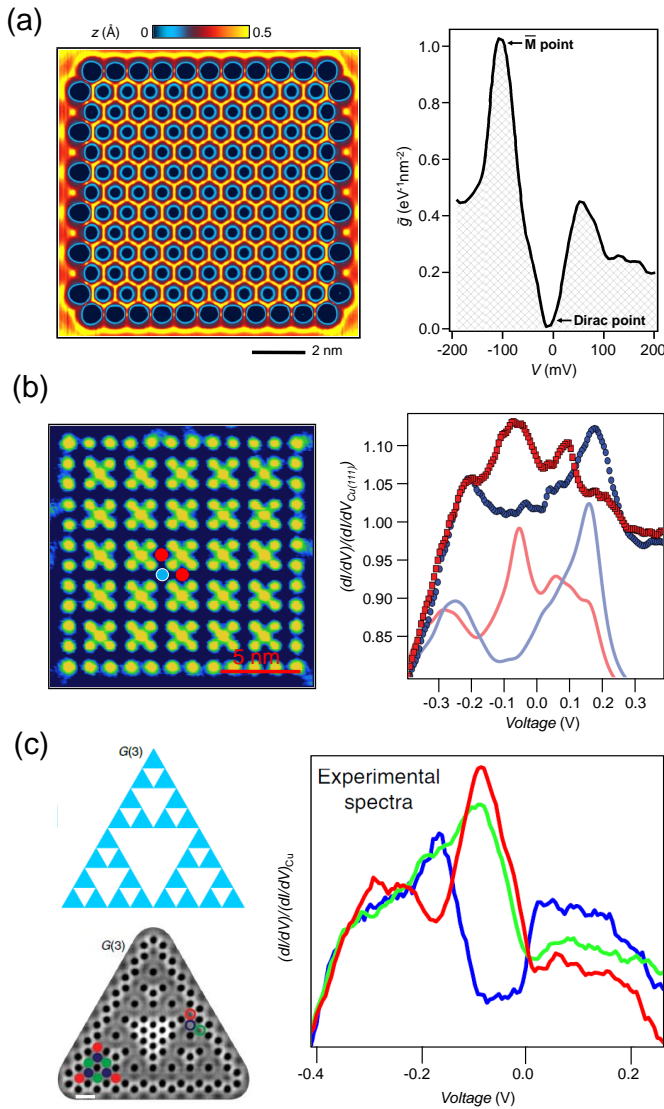 (a)
z (Å) 0 0.5
2 nm
g̃ (eV⁻¹nm⁻²)
1.0
0.8
0.6
0.4
0.2
0.0
M̅ point
Dirac point
-200 -100 0 100 200
V (mV)
(b)
5 nm
(dI/dV)/(dI/dV_Cu(111))
1.10
1.05
1.00
0.95
0.90
0.85
-0.3 -0.2 -0.1 0.0 0.1 0.2 0.3
Voltage (V)
(c)
G(3)
G(3)
Experimental
spectra
(dI/dV)/(dI/dV)_Cu
-0.4 -0.2 0.0 0.2
Voltage (V)